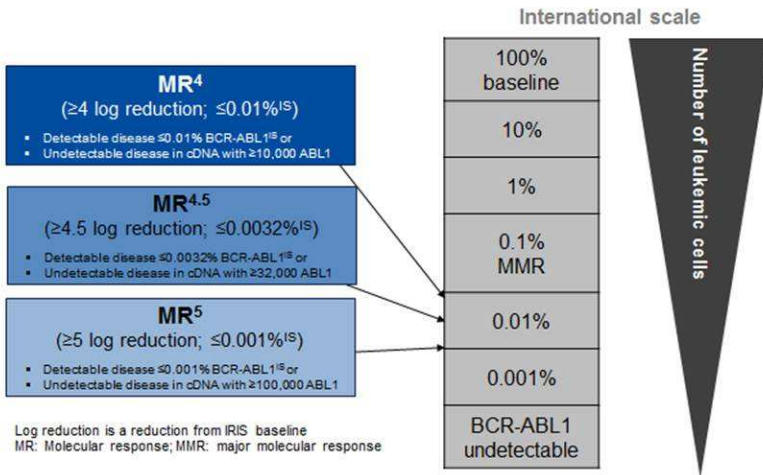 International scale
MR⁴
(≥4 log reduction; ≤0.01%ᴵˢ)
▪ Detectable disease ≤0.01% BCR-ABL1ᴵˢ or
▪ Undetectable disease in cDNA with ≥10,000 ABL1
MR⁴·⁵
(≥4.5 log reduction; ≤0.0032%ᴵˢ)
▪ Detectable disease ≤0.0032% BCR-ABL1ᴵˢ or
▪ Undetectable disease in cDNA with ≥32,000 ABL1
MR⁵
(≥5 log reduction; ≤0.001%ᴵˢ)
▪ Detectable disease ≤0.001% BCR-ABL1ᴵˢ or
▪ Undetectable disease in cDNA with ≥100,000 ABL1
Log reduction is a reduction from IRIS baseline
MR: Molecular response; MMR: major molecular response
100%
baseline
10%
1%
0.1%
MMR
0.01%
0.001%
BCR-ABL1
undetectable
Number of leukemic cells